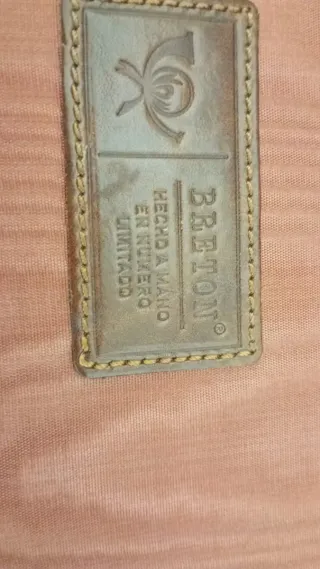 BRETON®
HECHO A MANO
EN NUMERO
LIMITADO